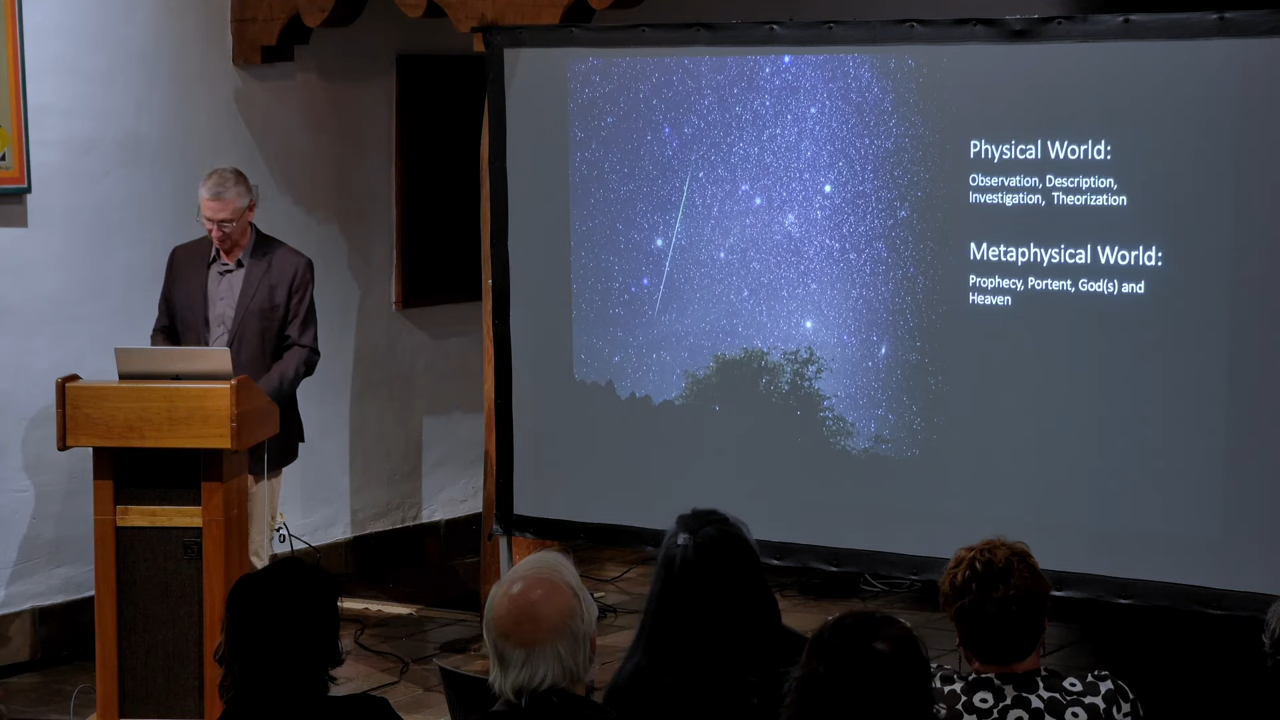 Physical World:
Observation, Description,
Investigation,  Theorization
Metaphysical World:
Prophecy, Portent, God(s) and
Heaven